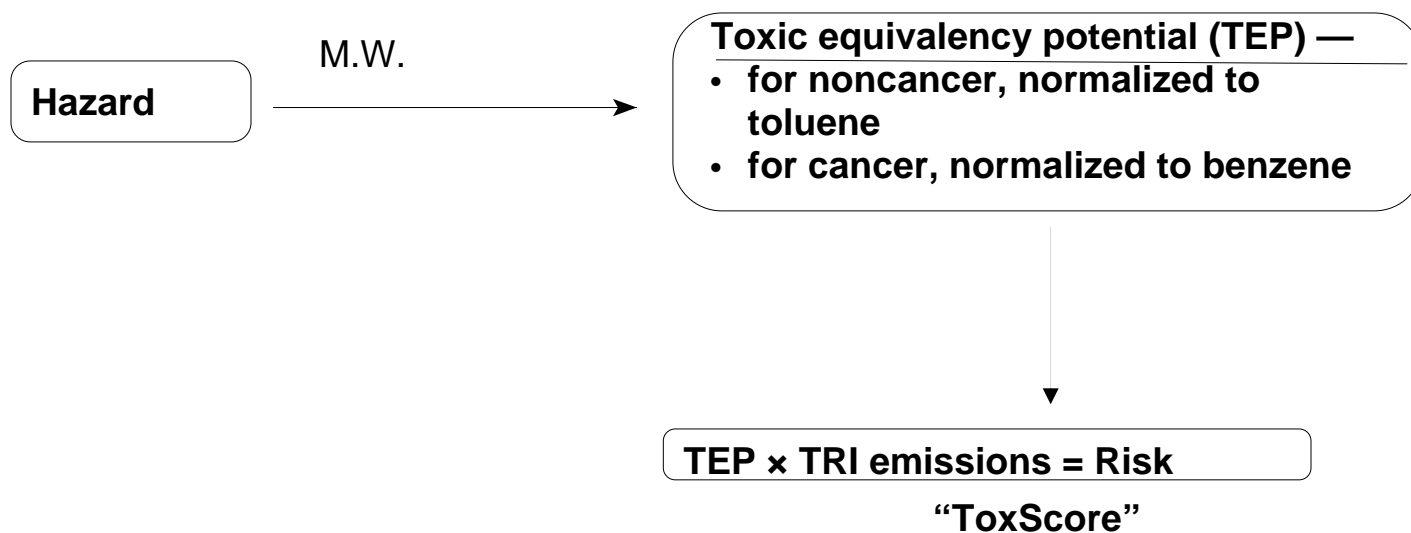 M.W.
Hazard
Toxic equivalency potential (TEP) —
• for noncancer, normalized to
toluene
• for cancer, normalized to benzene
TEP × TRI emissions = Risk
“ToxScore”